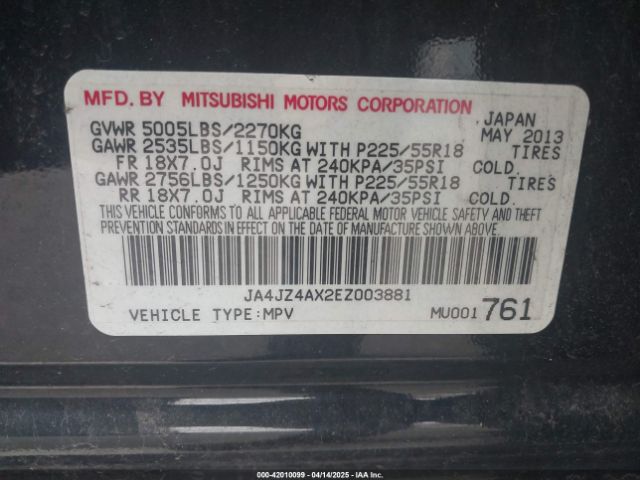 MFD. BY MITSUBISHI MOTORS CORPORATION
JAPAN
GVWR 5005LBS/2270KG MAY 2013
GAWR 2535LBS/1150KG WITH P225/55R18 TIRES
FR 18X7.0J RIMS AT 240KPA/35PSI COLD.
GAWR 2756LBS/1250KG WITH P225/55R18 TIRES
RR 18X7.0J RIMS AT 240KPA/35PSI COLD.
THIS VEHICLE CONFORMS TO ALL APPLICABLE FEDERAL MOTOR VEHICLE SAFETY AND THEFT
PREVENTION STANDARDS IN EFFECT ON THE DATE OF MANUFACTURE SHOWN ABOVE.
JA4JZ4AX2EZ003881
VEHICLE TYPE:MPV MU001761
000-42010099 - 04/14/2025 - IAA Inc.